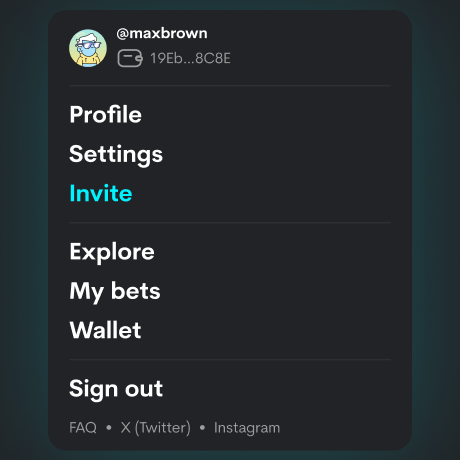 @maxbrown
19Eb...8C8E
Profile
Settings
Invite
Explore
My bets
Wallet
Sign out
FAQ • X (Twitter) • Instagram